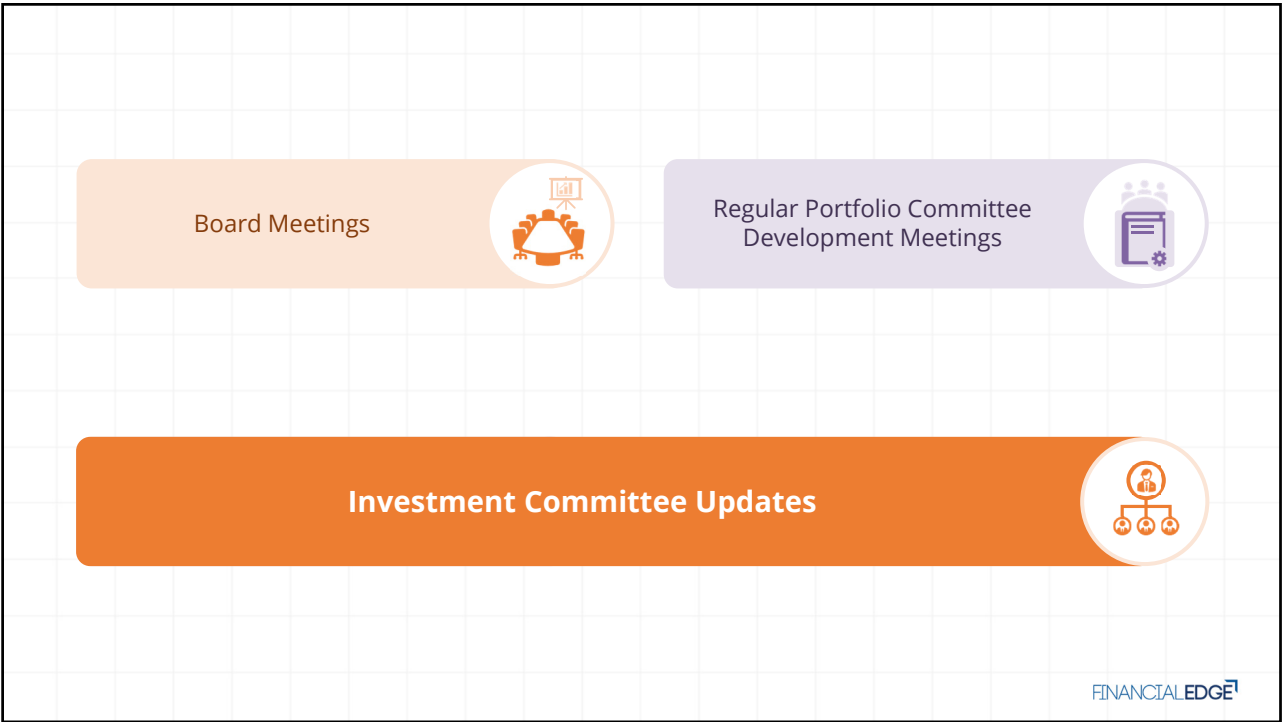 Board Meetings
Regular Portfolio Committee
Development Meetings
Investment Committee Updates
FINANCIALEDGE